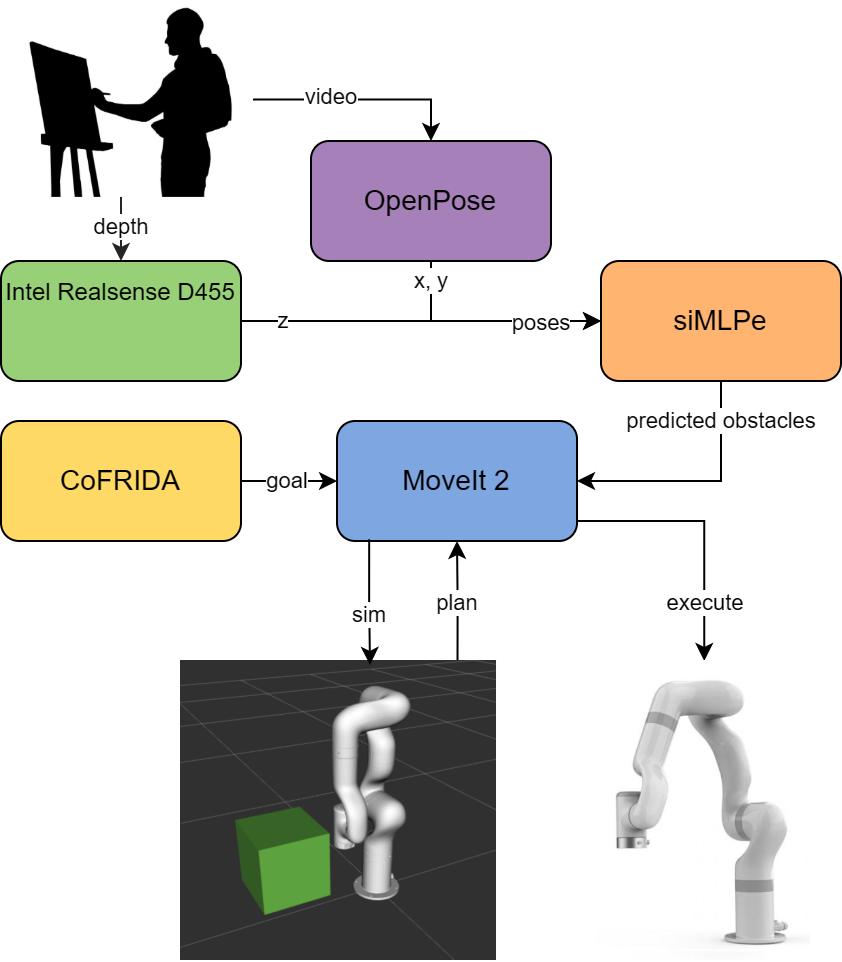 video
OpenPose
depth
x, y
Intel Realsense D455
z
poses
siMLPe
predicted obstacles
CoFRIDA
goal
MoveIt 2
sim
plan
execute